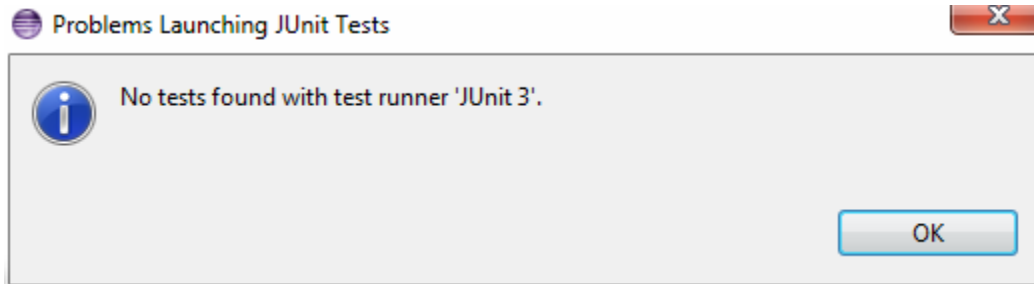 Problems Launching JUnit Tests
No tests found with test runner 'JUnit 3'.
OK